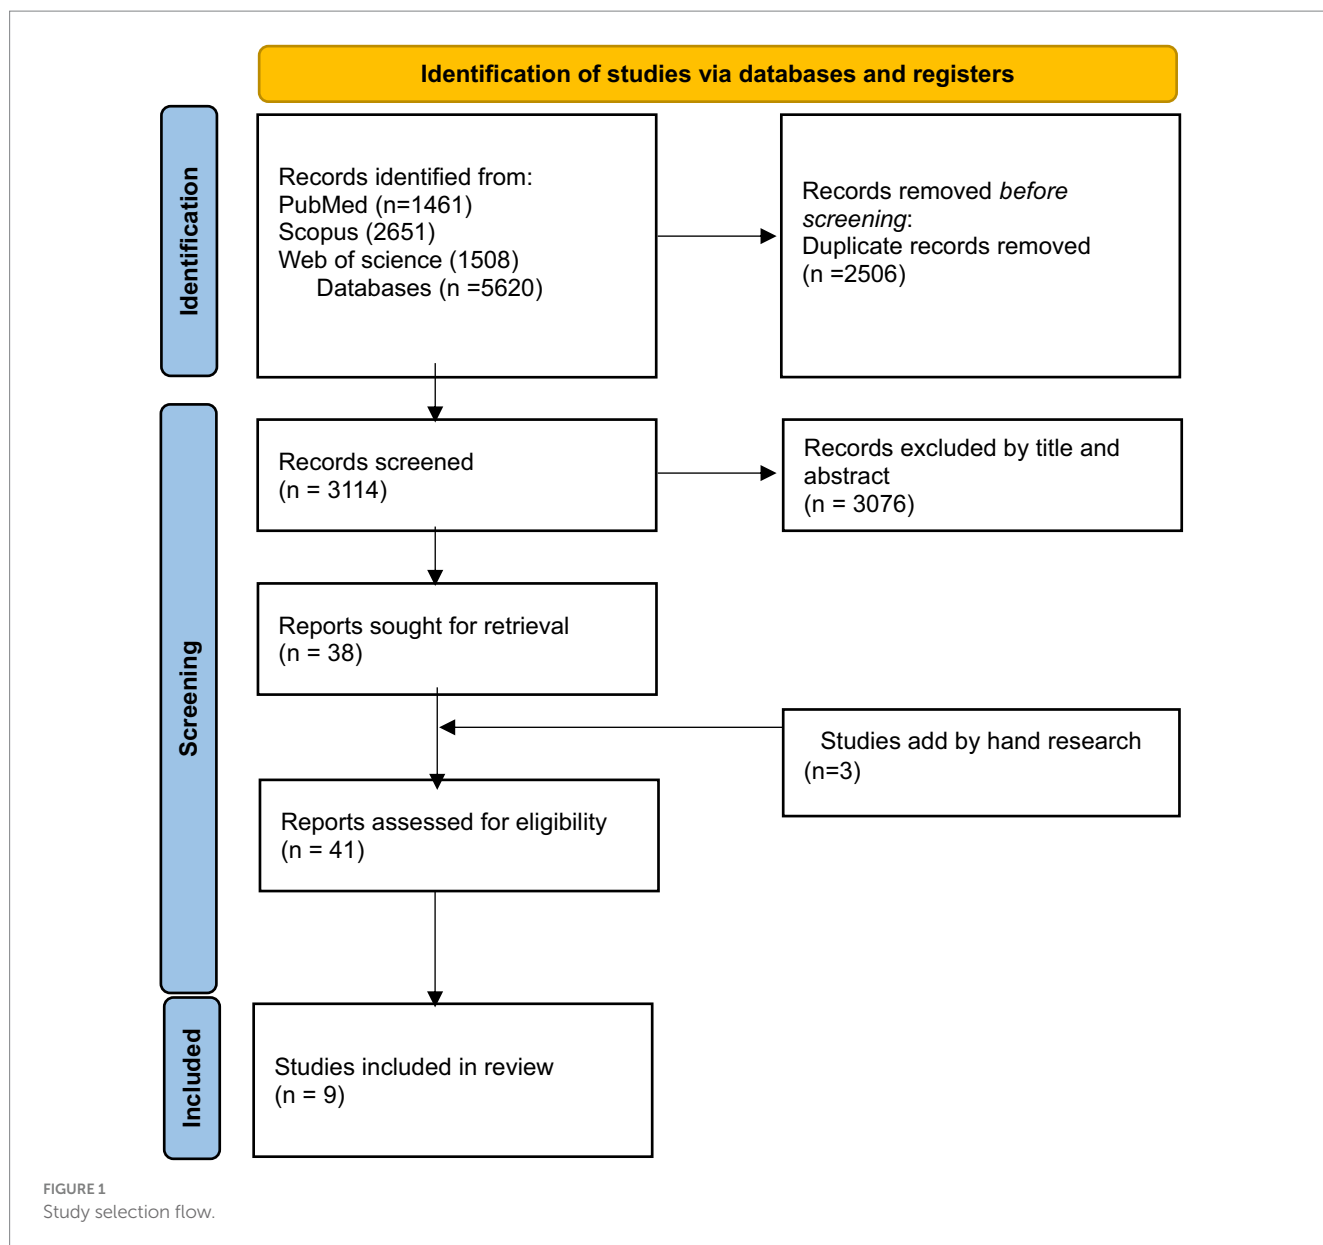 Identification of studies via databases and registers
Identification
Records identified from:
PubMed (n=1461)
Scopus (2651)
Web of science (1508)
Databases (n =5620)
Records removed before
screening:
Duplicate records removed
(n =2506)
Screening
Records screened
(n = 3114)
Records excluded by title and
abstract
(n = 3076)
Reports sought for retrieval
(n = 38)
Studies add by hand research
(n=3)
Reports assessed for eligibility
(n = 41)
Included
Studies included in review
(n = 9)
FIGURE 1
Study selection flow.